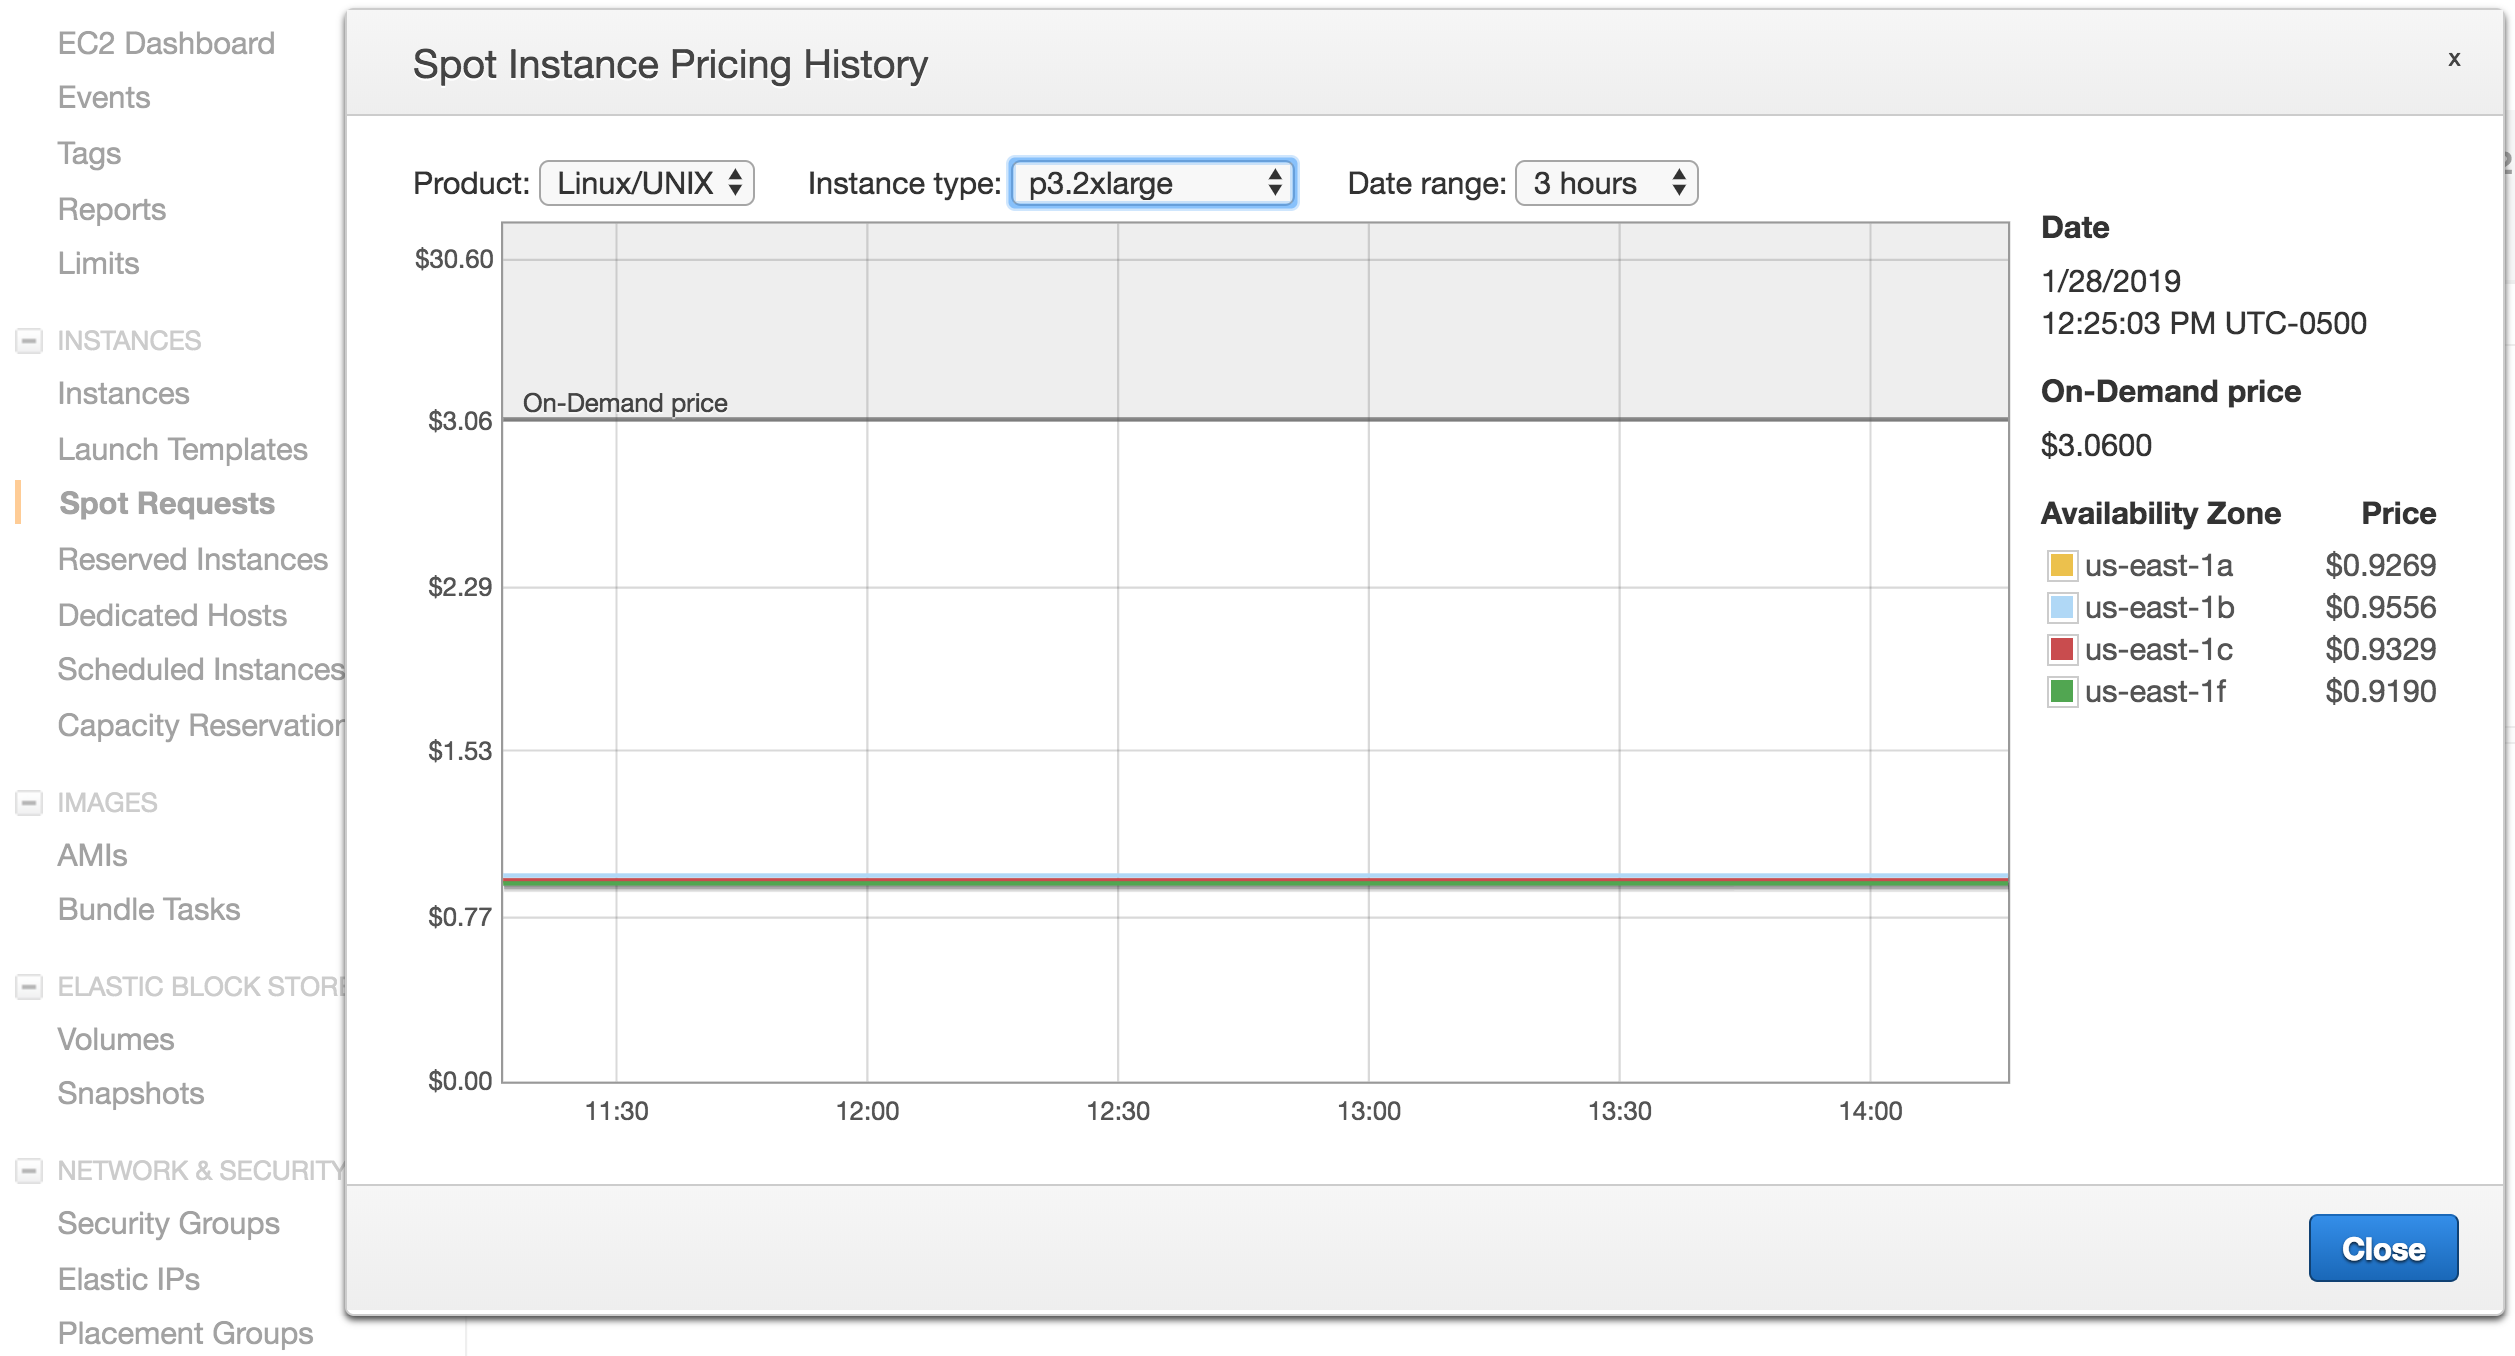 EC2 Dashboard
Events
Tags
Reports
Limits
INSTANCES
Instances
Launch Templates
Spot Requests
Reserved Instances
Dedicated Hosts
Scheduled Instances
Capacity Reservation
IMAGES
AMIs
Bundle Tasks
ELASTIC BLOCK STORE
Volumes
Snapshots
NETWORK & SECURITY
Security Groups
Elastic IPs
Placement Groups
Spot Instance Pricing History
x
Product: Linux/UNIX Instance type: p3.2xlarge Date range: 3 hours
$30.60
On-Demand price
$3.06
$2.29
$1.53
$0.77
$0.00
11:30 12:00 12:30 13:00 13:30 14:00
Date
1/28/2019
12:25:03 PM UTC-0500
On-Demand price
$3.0600
Availability Zone Price
us-east-1a $0.9269
us-east-1b $0.9556
us-east-1c $0.9329
us-east-1f $0.9190
Close